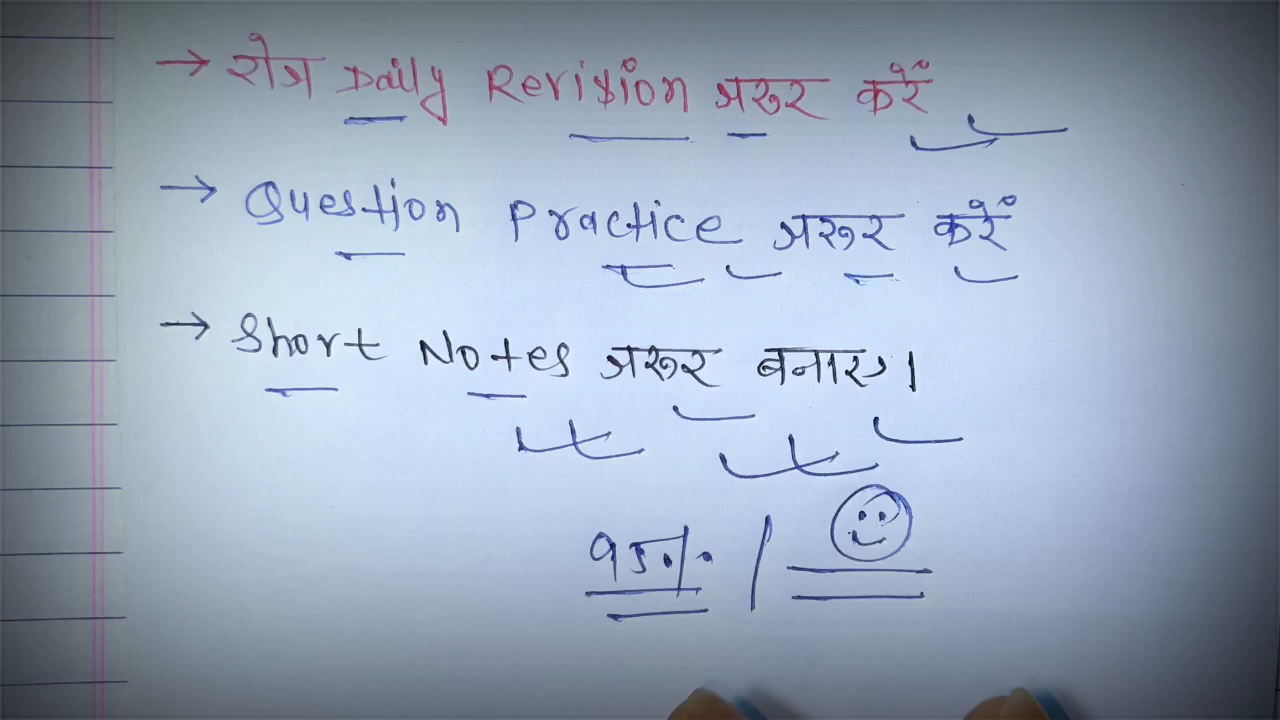 → रोज Daily Revision जरूर करें
→ Question Practice जरूर करें
→ Short Notes जरूर बनाए।
95% /